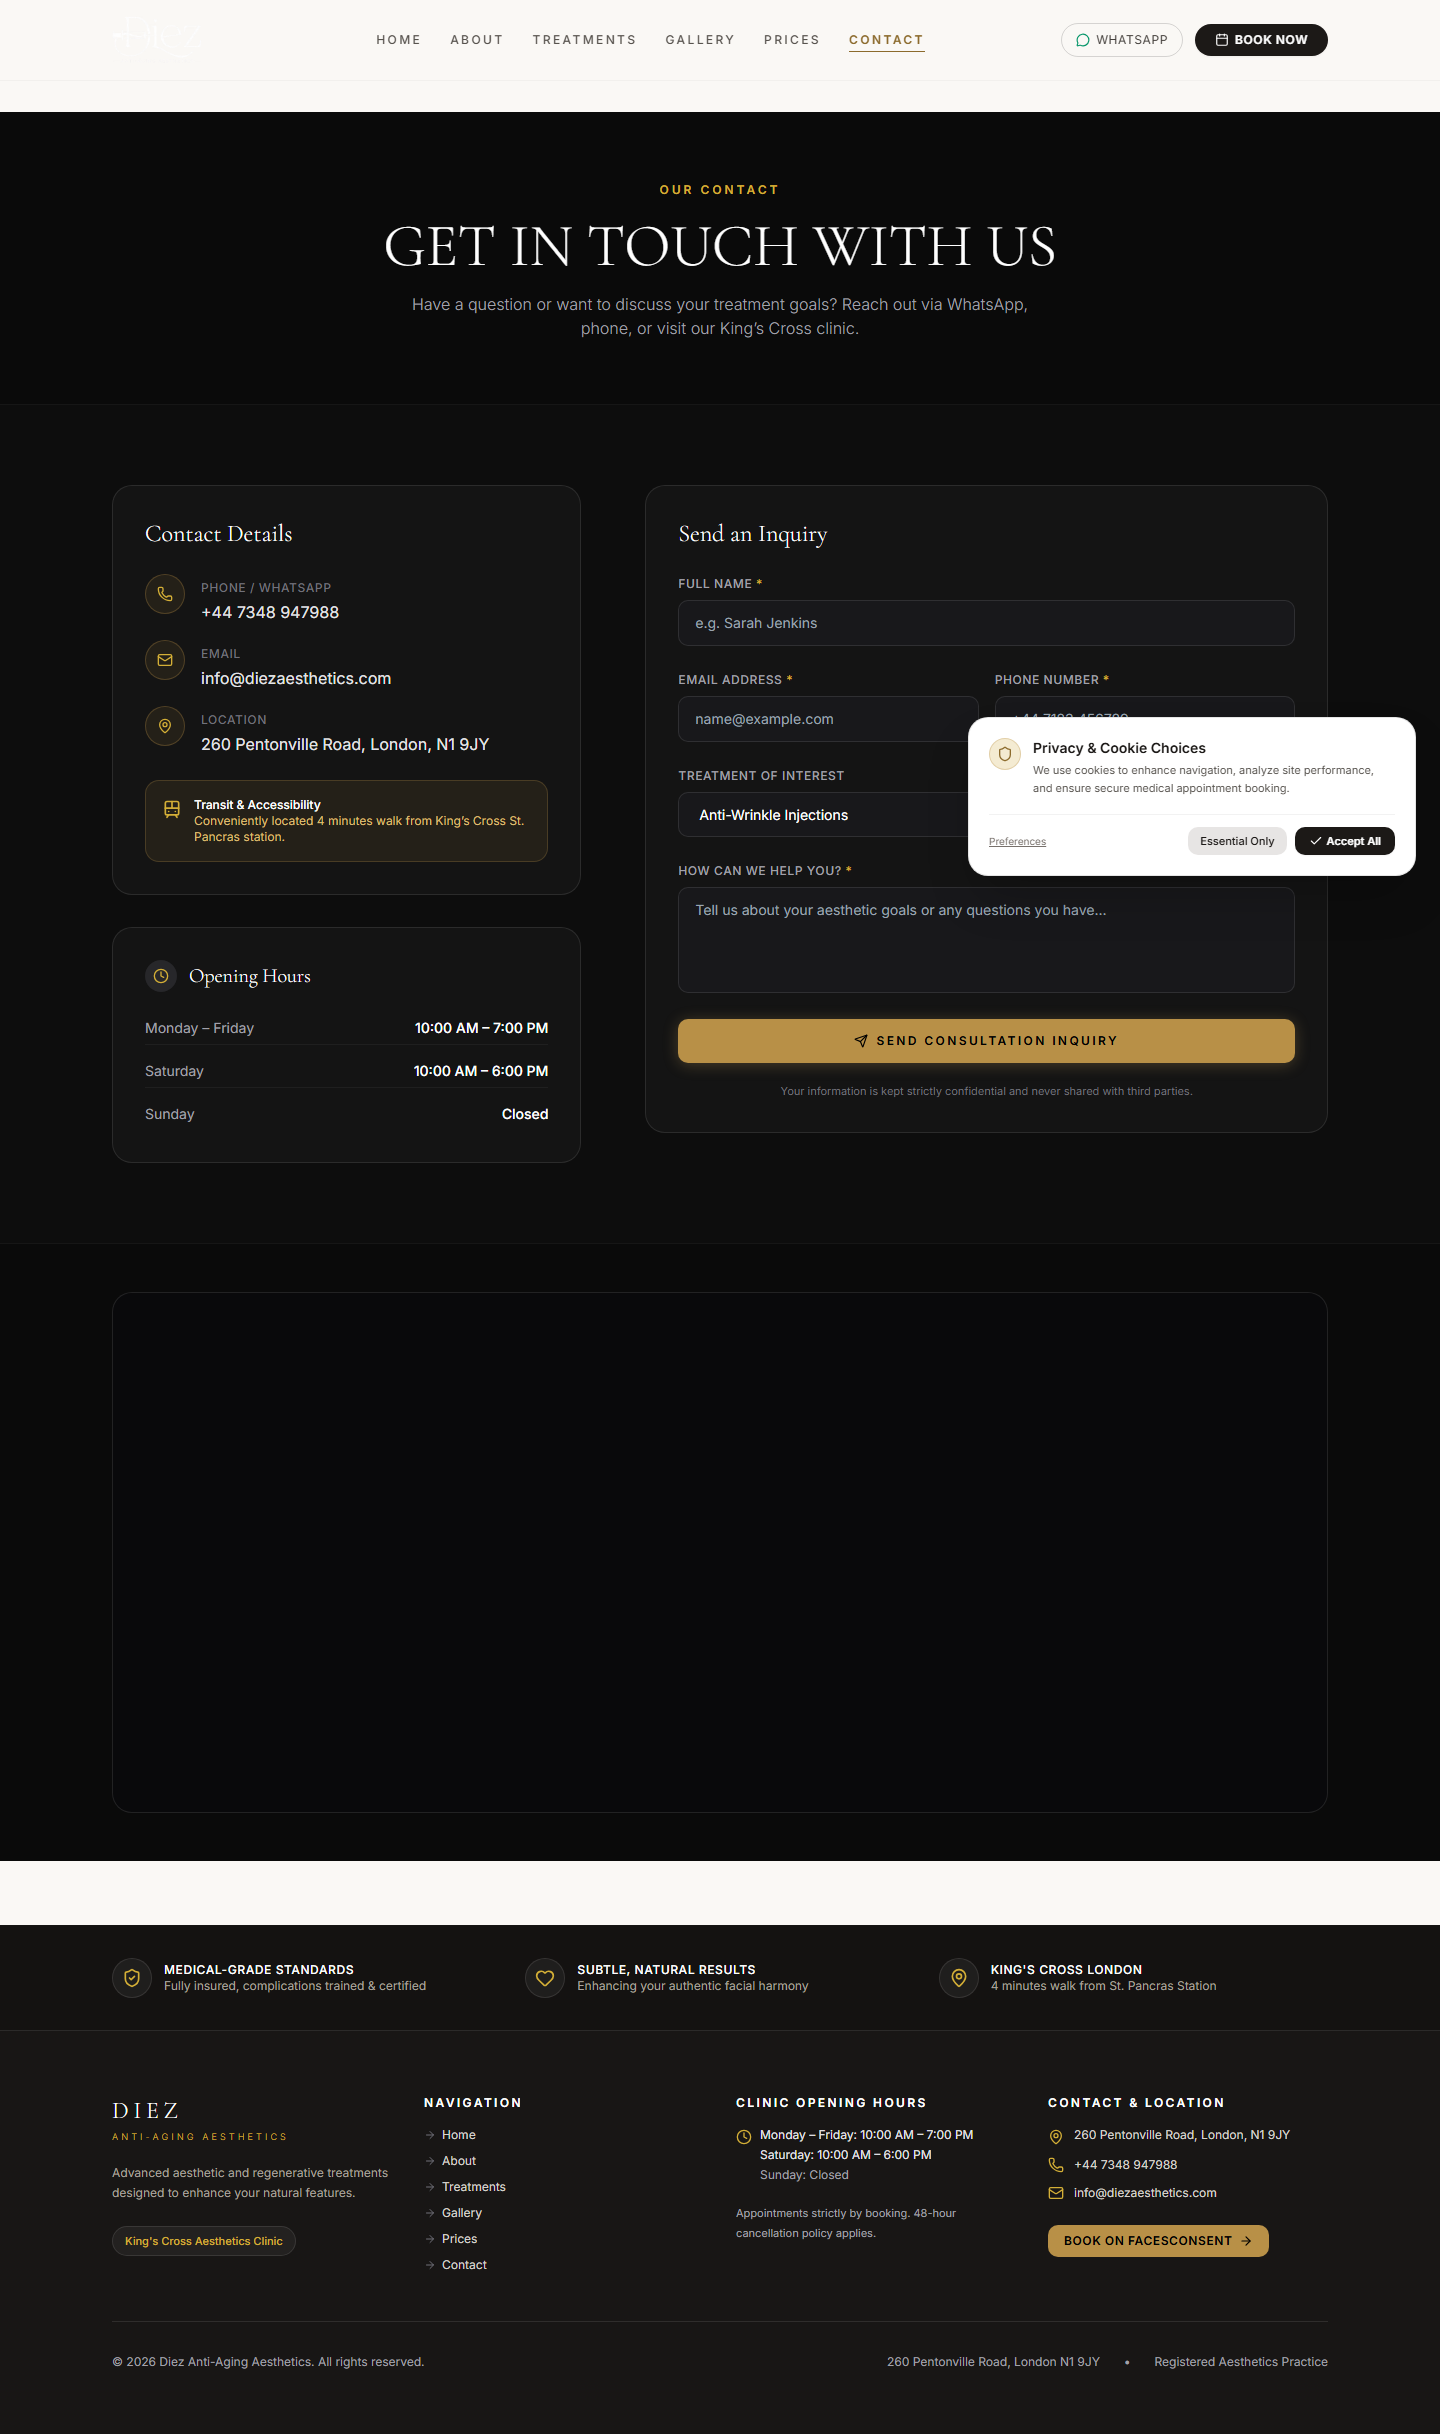 DIEZ
HOME
ABOUT
TREATMENTS
GALLERY
PRICES
CONTACT
WHATSAPP
BOOK NOW
OUR CONTACT
GET IN TOUCH WITH US
Have a question or want to discuss your treatment goals? Reach out via WhatsApp,
phone, or visit our King’s Cross clinic.
Contact Details
PHONE / WHATSAPP
+44 7348 947988
EMAIL
info@diezaesthetics.com
LOCATION
260 Pentonville Road, London, N1 9JY
Transit & Accessibility
Conveniently located 4 minutes walk from King’s Cross St.
Pancras station.
Opening Hours
Monday – Friday 10:00 AM – 7:00 PM
Saturday 10:00 AM – 6:00 PM
Sunday Closed
Send an Inquiry
FULL NAME *
e.g. Sarah Jenkins
EMAIL ADDRESS *
name@example.com
PHONE NUMBER *
TREATMENT OF INTEREST
Anti-Wrinkle Injections
HOW CAN WE HELP YOU? *
Tell us about your aesthetic goals or any questions you have...
SEND CONSULTATION INQUIRY
Your information is kept strictly confidential and never shared with third parties.
Privacy & Cookie Choices
We use cookies to enhance navigation, analyze site performance,
and ensure secure medical appointment booking.
Preferences
Essential Only
Accept All
MEDICAL-GRADE STANDARDS
Fully insured, complications trained & certified
SUBTLE, NATURAL RESULTS
Enhancing your authentic facial harmony
KING'S CROSS LONDON
4 minutes walk from St. Pancras Station
DIEZ
ANTI-AGING AESTHETICS
Advanced aesthetic and regenerative treatments
designed to enhance your natural features.
King's Cross Aesthetics Clinic
NAVIGATION
Home
About
Treatments
Gallery
Prices
Contact
CLINIC OPENING HOURS
Monday – Friday: 10:00 AM – 7:00 PM
Saturday: 10:00 AM – 6:00 PM
Sunday: Closed
Appointments strictly by booking. 48-hour
cancellation policy applies.
CONTACT & LOCATION
260 Pentonville Road, London, N1 9JY
+44 7348 947988
info@diezaesthetics.com
BOOK ON FACESCONSENT
© 2026 Diez Anti-Aging Aesthetics. All rights reserved.
260 Pentonville Road, London N1 9JY • Registered Aesthetics Practice